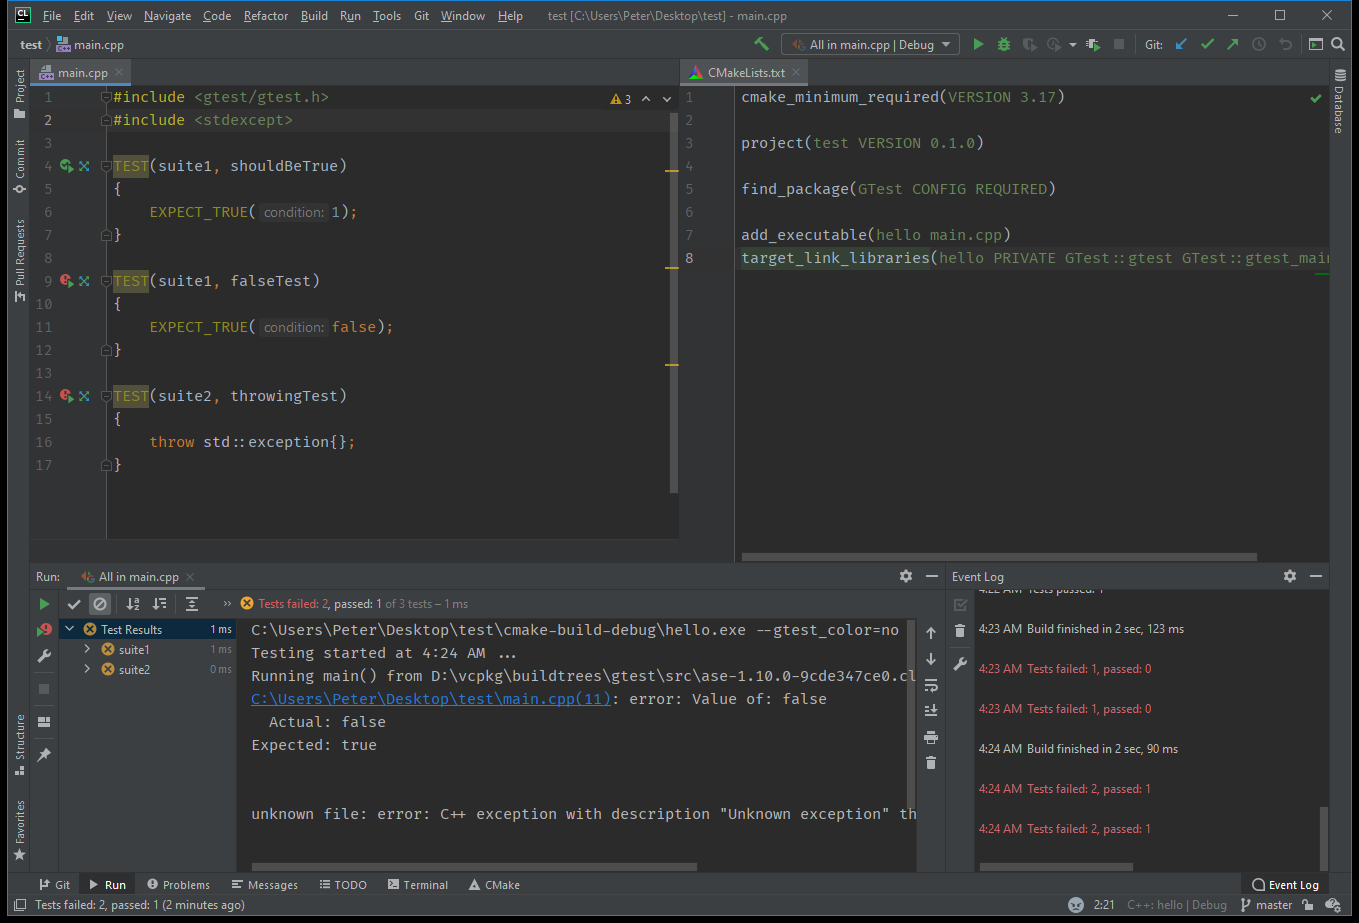 CL File Edit View Navigate Code Refactor Build Run Tools Git Window Help test [C:\Users\Peter\Desktop\test] - main.cpp
test main.cpp All in main.cpp | Debug Git:
Project
Commit
Pull Requests
Structure
Favorites
main.cpp
1 #include <gtest/gtest.h>
3
2 #include <stdexcept>
3
4 TEST(suite1, shouldBeTrue)
5 {
6 EXPECT_TRUE( condition: 1);
7 }
8
9 TEST(suite1, falseTest)
10 {
11 EXPECT_TRUE( condition: false);
12 }
13
14 TEST(suite2, throwingTest)
15 {
16 throw std::exception{};
17 }
CMakeLists.txt
1 cmake_minimum_required(VERSION 3.17)
2
3 project(test VERSION 0.1.0)
4
5 find_package(GTest CONFIG REQUIRED)
6
7 add_executable(hello main.cpp)
8 target_link_libraries(hello PRIVATE GTest::gtest GTest::gtest_main
Database
Run: All in main.cpp
» Tests failed: 2, passed: 1 of 3 tests – 1 ms
Test Results 1 ms
suite1 1 ms
suite2 0 ms
C:\Users\Peter\Desktop\test\cmake-build-debug\hello.exe --gtest_color=no
Testing started at 4:24 AM ...
Running main() from D:\vcpkg\buildtrees\gtest\src\ase-1.10.0-9cde347ce0.cl
C:\Users\Peter\Desktop\test\main.cpp(11): error: Value of: false
Actual: false
Expected: true
unknown file: error: C++ exception with description "Unknown exception" th
Event Log
4:22 AM Tests passed: 1
4:23 AM Build finished in 2 sec, 123 ms
4:23 AM Tests failed: 1, passed: 0
4:23 AM Tests failed: 1, passed: 0
4:24 AM Build finished in 2 sec, 90 ms
4:24 AM Tests failed: 2, passed: 1
4:24 AM Tests failed: 2, passed: 1
Git Run Problems Messages TODO Terminal CMake Event Log
Tests failed: 2, passed: 1 (2 minutes ago) 2:21 C++: hello | Debug master